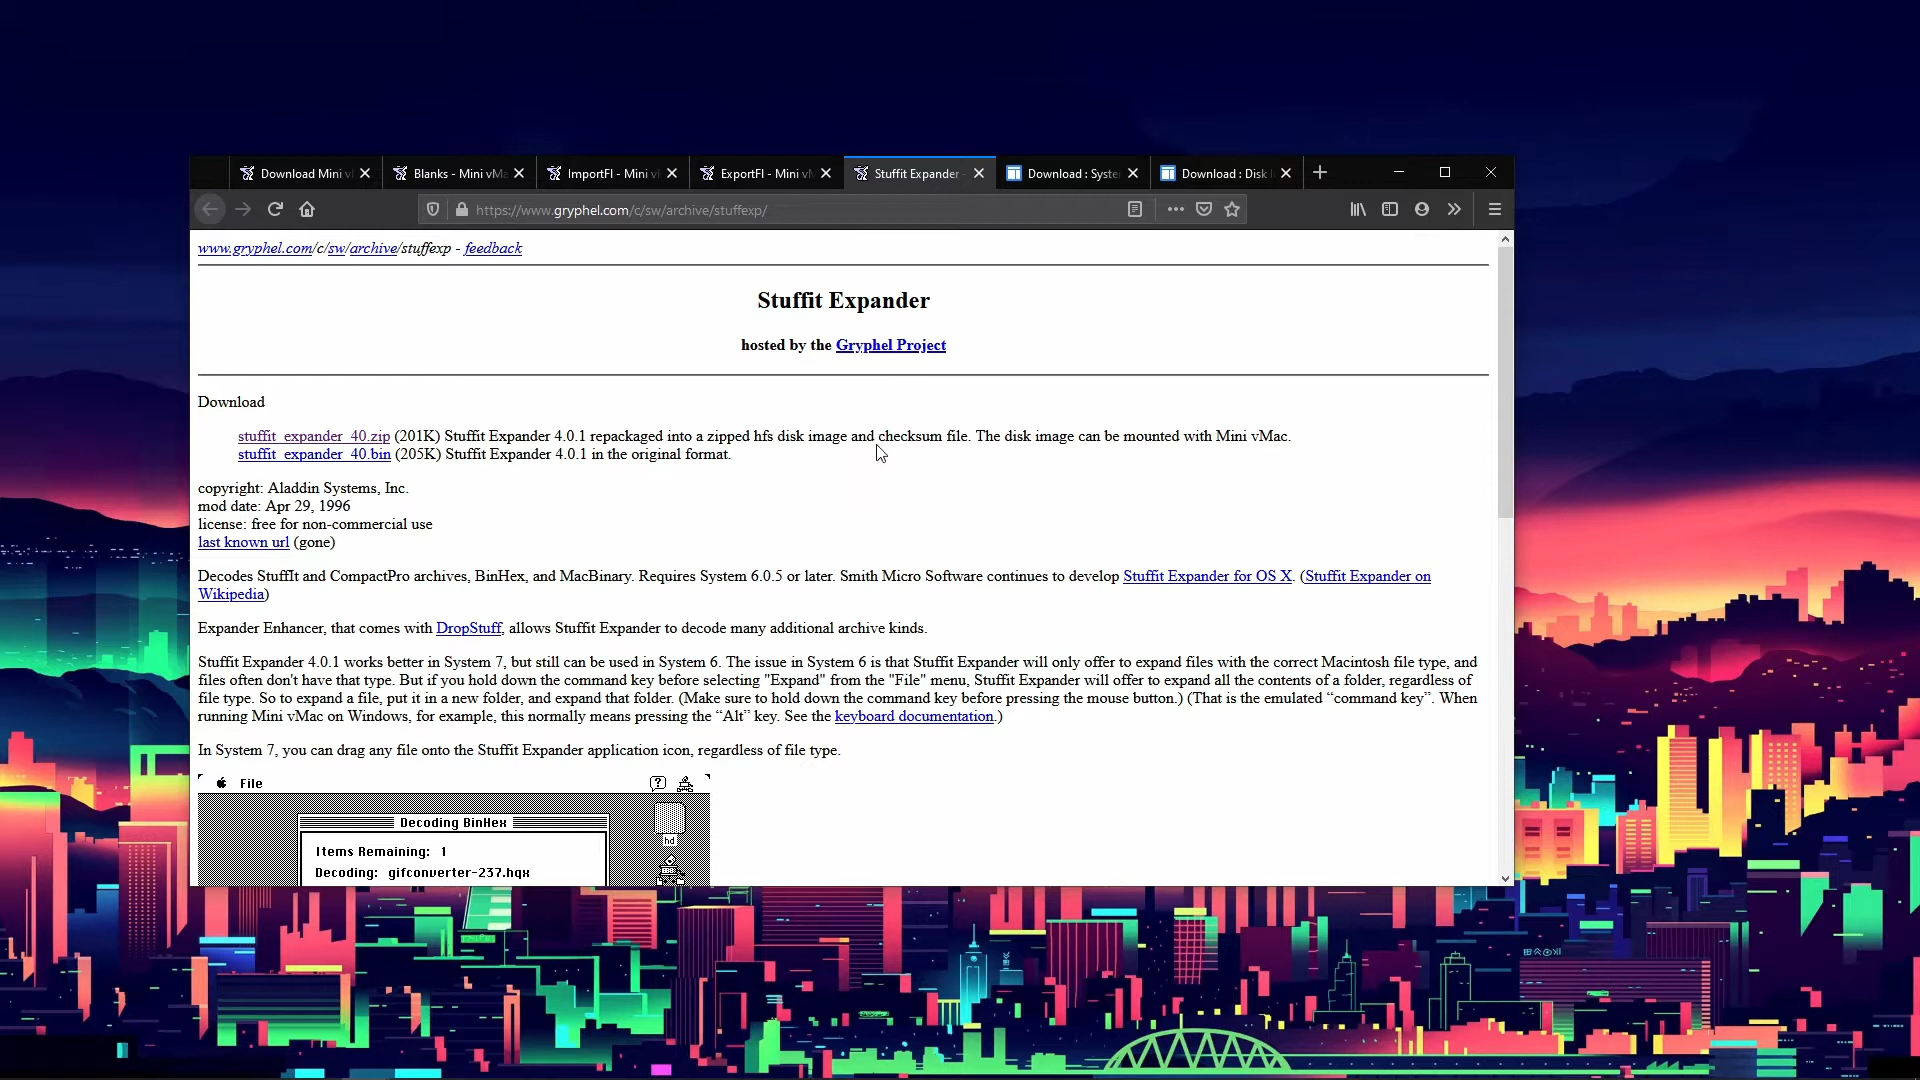 Download Mini v
Blanks - Mini vMa
ImportFl - Mini v
ExportFl - Mini vM
Stuffit Expander -
Download : Syste
Download : Disk
https://www.gryphel.com/c/sw/archive/stuffexp/
www.gryphel.com/c/sw/archive/stuffexp - feedback
Stuffit Expander
hosted by the Gryphel Project
Download
stuffit_expander_40.zip (201K) Stuffit Expander 4.0.1 repackaged into a zipped hfs disk image and checksum file. The disk image can be mounted with Mini vMac.
stuffit_expander_40.bin (205K) Stuffit Expander 4.0.1 in the original format.
copyright: Aladdin Systems, Inc.
mod date: Apr 29, 1996
license: free for non-commercial use
last known url (gone)
Decodes StuffIt and CompactPro archives, BinHex, and MacBinary. Requires System 6.0.5 or later. Smith Micro Software continues to develop Stuffit Expander for OS X. (Stuffit Expander on
Wikipedia)
Expander Enhancer, that comes with DropStuff, allows Stuffit Expander to decode many additional archive kinds.
Stuffit Expander 4.0.1 works better in System 7, but still can be used in System 6. The issue in System 6 is that Stuffit Expander will only offer to expand files with the correct Macintosh file type, and
files often don't have that type. But if you hold down the command key before selecting "Expand" from the "File" menu, Stuffit Expander will offer to expand all the contents of a folder, regardless of
file type. So to expand a file, put it in a new folder, and expand that folder. (Make sure to hold down the command key before pressing the mouse button.) (That is the emulated “command key”. When
running Mini vMac on Windows, for example, this normally means pressing the “Alt” key. See the keyboard documentation.)
In System 7, you can drag any file onto the Stuffit Expander application icon, regardless of file type.
File
Decoding BinHex
hd
Items Remaining: 1
Decoding: gifconverter-237.hqx